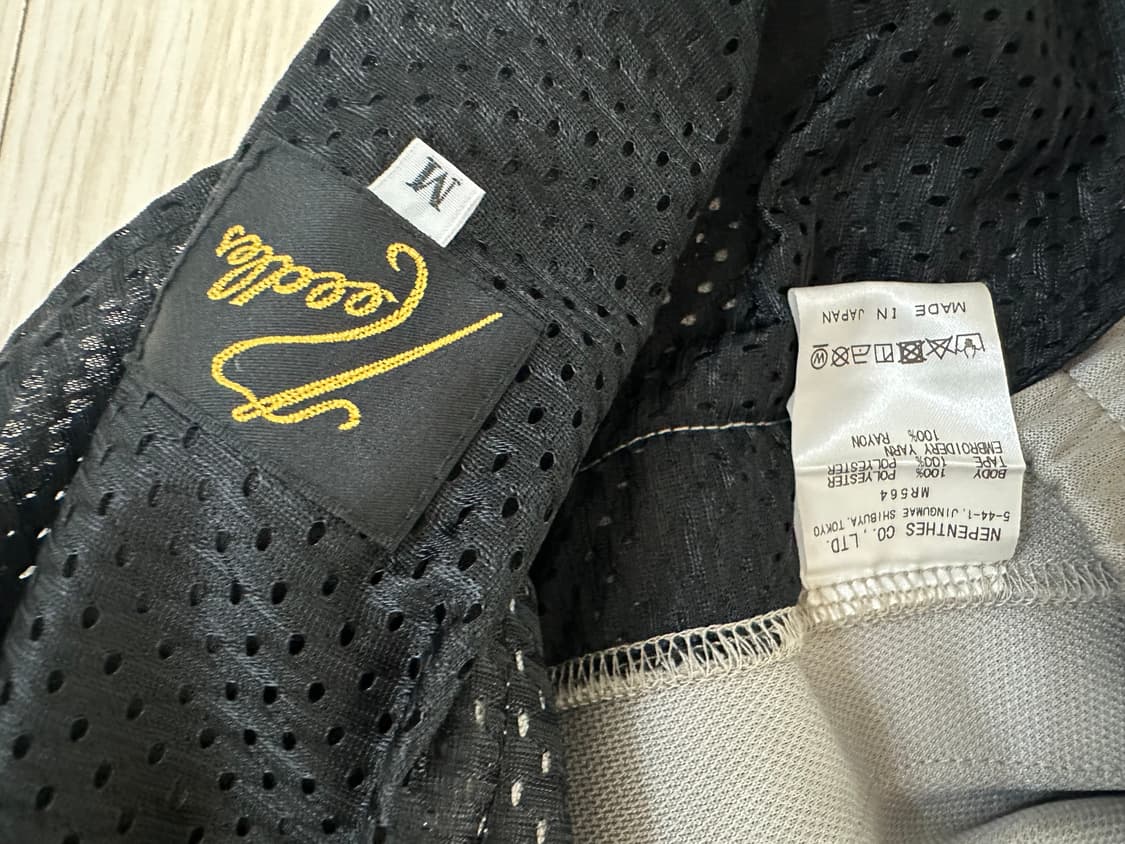 Needles
M
NEPENTHES CO., LTD.
5-44-1, JINGUMAE SHIBUYA, TOKYO
MR564
BODY 100% POLYESTER
TAPE 100% POLYESTER
EMBROIDERY YARN
100% RAYON
W
MADE IN JAPAN